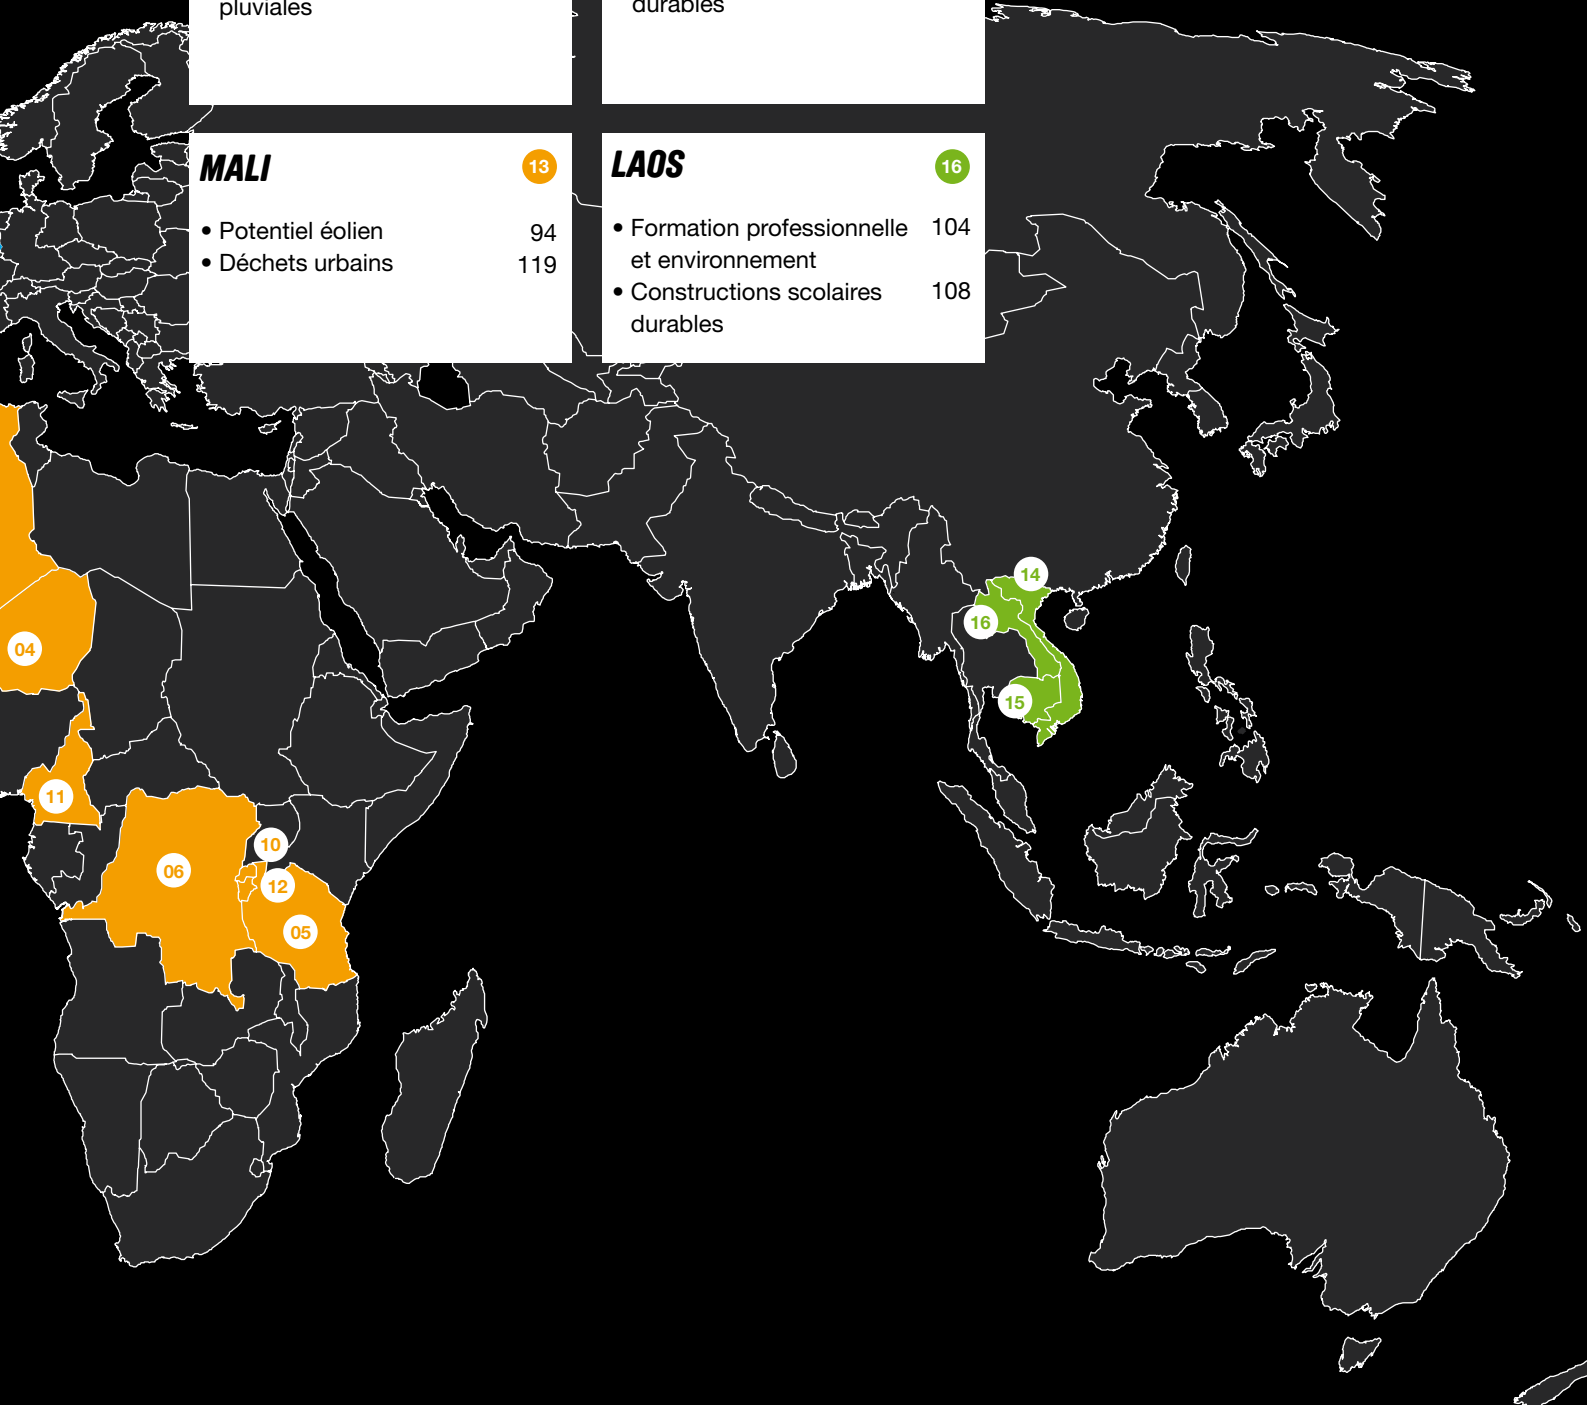 pluviales
durables
MALI 13
• Potentiel éolien 94
• Déchets urbains 119
LAOS 16
• Formation professionnelle 104
et environnement
• Constructions scolaires 108
durables
14
16
15
04
11
10
06
12
05